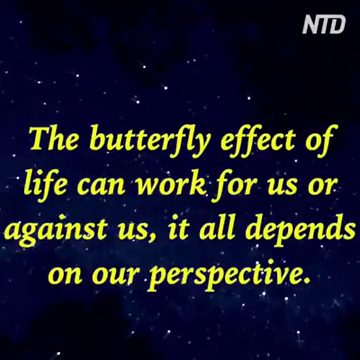 NTD
The butterfly effect of
life can work for us or
against us, it all depends
on our perspective.